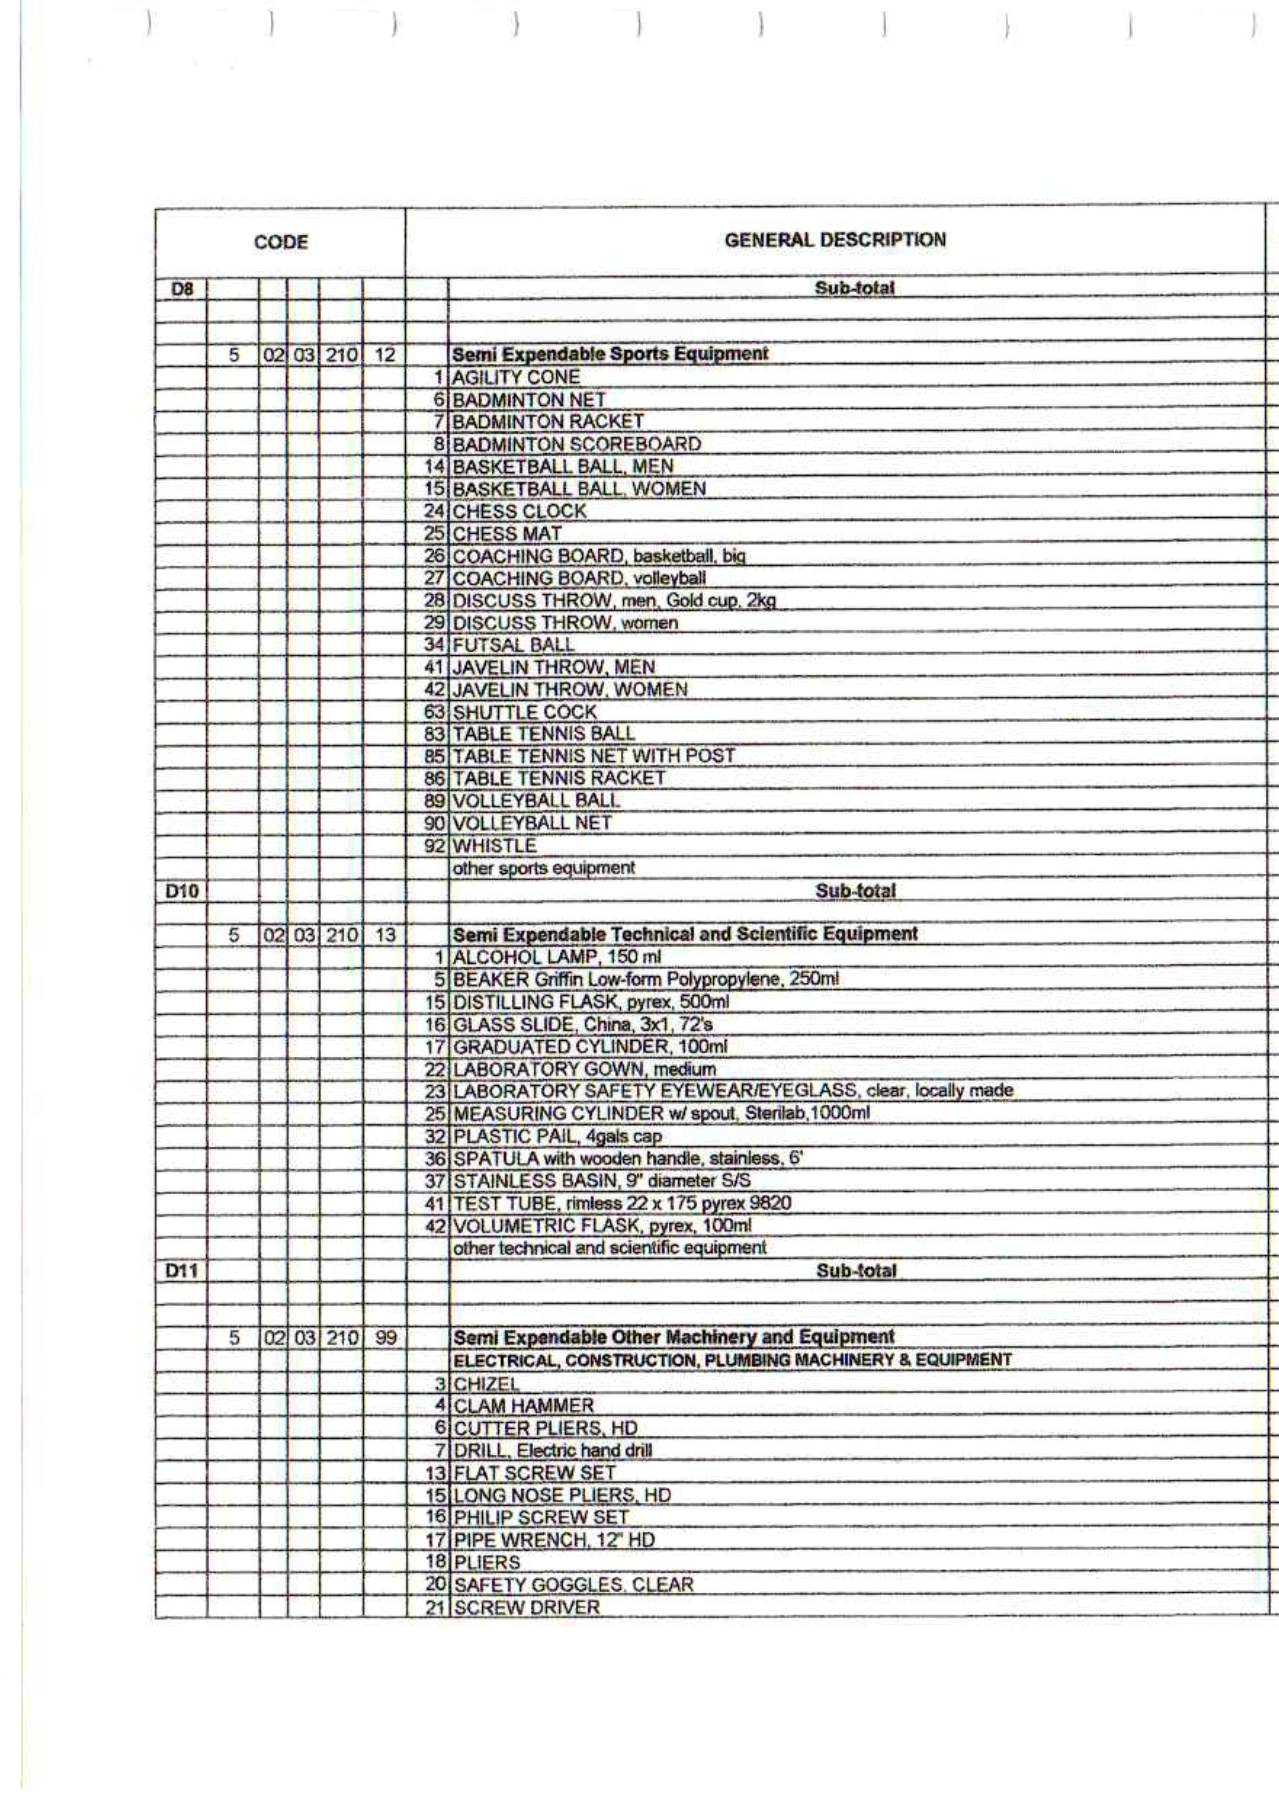 CODE GENERAL DESCRIPTION
D8 Sub-total
5 02 03 210 12 Semi Expendable Sports Equipment
1 AGILITY CONE
6 BADMINTON NET
7 BADMINTON RACKET
8 BADMINTON SCOREBOARD
14 BASKETBALL BALL, MEN
15 BASKETBALL BALL, WOMEN
24 CHESS CLOCK
25 CHESS MAT
26 COACHING BOARD, basketball, big
27 COACHING BOARD, volleyball
28 DISCUSS THROW, men, Gold cup, 2kg
29 DISCUSS THROW, women
34 FUTSAL BALL
41 JAVELIN THROW, MEN
42 JAVELIN THROW, WOMEN
63 SHUTTLE COCK
83 TABLE TENNIS BALL
85 TABLE TENNIS NET WITH POST
86 TABLE TENNIS RACKET
89 VOLLEYBALL BALL
90 VOLLEYBALL NET
92 WHISTLE
other sports equipment
D10 Sub-total
5 02 03 210 13 Semi Expendable Technical and Scientific Equipment
1 ALCOHOL LAMP, 150 ml
5 BEAKER Griffin Low-form Polypropylene, 250ml
15 DISTILLING FLASK, pyrex, 500ml
16 GLASS SLIDE, China, 3x1, 72's
17 GRADUATED CYLINDER, 100ml
22 LABORATORY GOWN, medium
23 LABORATORY SAFETY EYEWEAR/EYEGLASS, clear, locally made
25 MEASURING CYLINDER w/ spout, Sterilab,1000ml
32 PLASTIC PAIL, 4gals cap
36 SPATULA with wooden handle, stainless, 6'
37 STAINLESS BASIN, 9" diameter S/S
41 TEST TUBE, rimless 22 x 175 pyrex 9820
42 VOLUMETRIC FLASK, pyrex, 100ml
other technical and scientific equipment
D11 Sub-total
5 02 03 210 99 Semi Expendable Other Machinery and Equipment
ELECTRICAL, CONSTRUCTION, PLUMBING MACHINERY & EQUIPMENT
3 CHIZEL
4 CLAM HAMMER
6 CUTTER PLIERS, HD
7 DRILL, Electric hand drill
13 FLAT SCREW SET
15 LONG NOSE PLIERS, HD
16 PHILIP SCREW SET
17 PIPE WRENCH, 12" HD
18 PLIERS
20 SAFETY GOGGLES, CLEAR
21 SCREW DRIVER